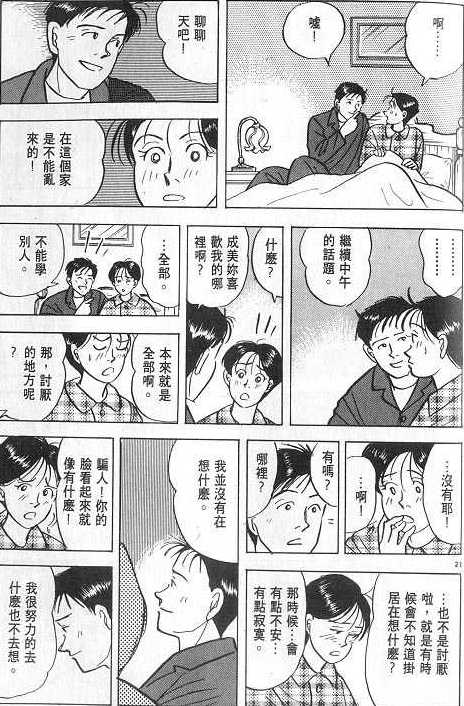 啊……
噓！
聊聊
天吧！
在這個家
是不能亂
來的！
………
………
繼續中午
的話題。
什麼？
成美妳喜
歡我的哪
裡啊？
…全部。
不能學
別人。
本來就是
全部啊。
那，討厭
的地方呢
？
…沒有耶！
…啊！
有嗎？
哪裡？
我並沒有在
想什麼。
騙人！你的
臉看起來就
像有什麼！
21
…也不是討厭
啦，就是有時
候會不知道掛
居在想什麼？
那時候…會
有點不安…
有點寂寞。
我很努力的去
什麼也不去想。